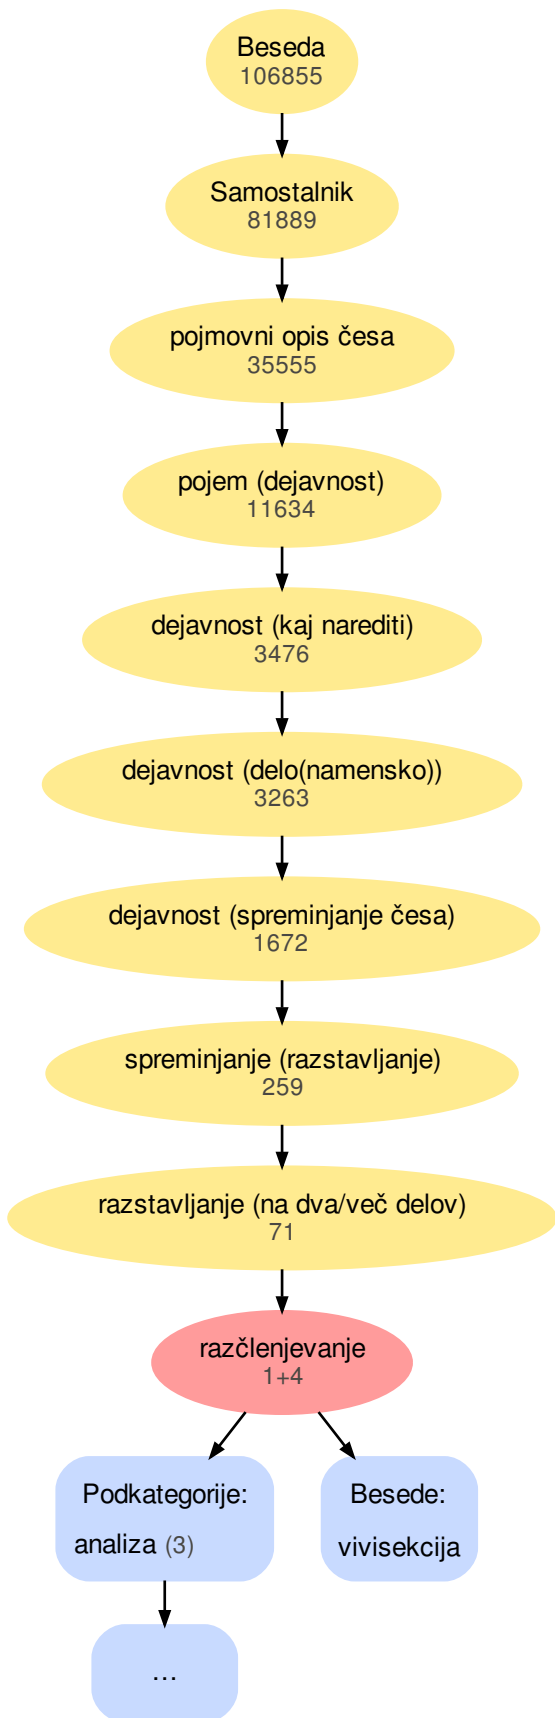 Beseda
106855
Samostalnik
81889
pojmovni opis česa
35555
pojem (dejavnost)
11634
dejavnost (kaj narediti)
3476
dejavnost (delo(namensko))
3263
dejavnost (spreminjanje česa)
1672
spreminjanje (razstavljanje)
259
razstavljanje (na dva/več delov)
71
razčlenjevanje
1+4
Podkategorije:
analiza (3)
Besede:
vivisekcija
...